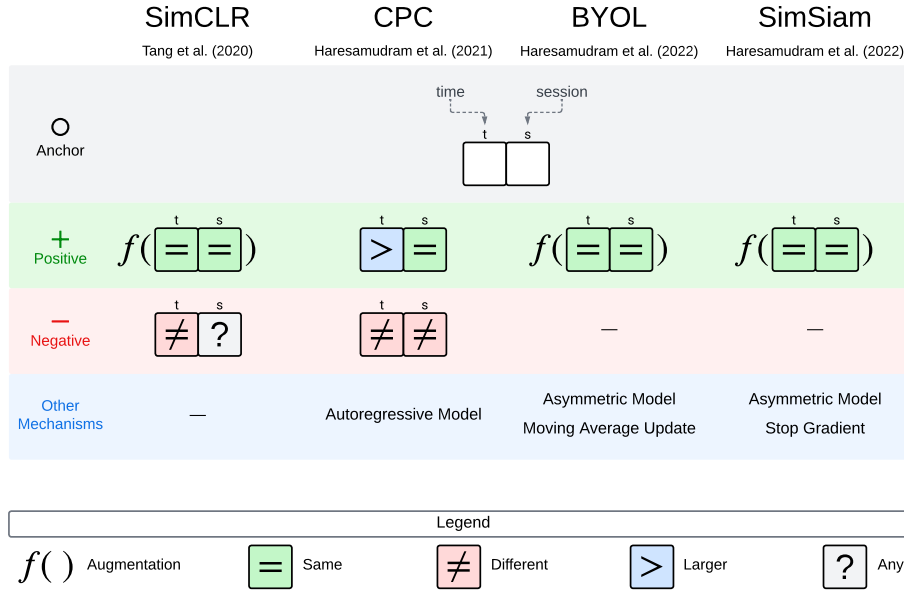 SimCLR CPC BYOL SimSiam
Tang et al. (2020) Haresamudram et al. (2021) Haresamudram et al. (2022) Haresamudram et al. (2022)
time session
t s
Anchor
t s t s t s t s
+ f( = = ) > = f( = = ) f( = = )
Positive
t s t s
− ≠ ? ≠ ≠ — —
Negative
Other
Mechanisms
— Autoregressive Model
Asymmetric Model Asymmetric Model
Moving Average Update Stop Gradient
Legend
f( ) Augmentation = Same ≠ Different > Larger ? Any